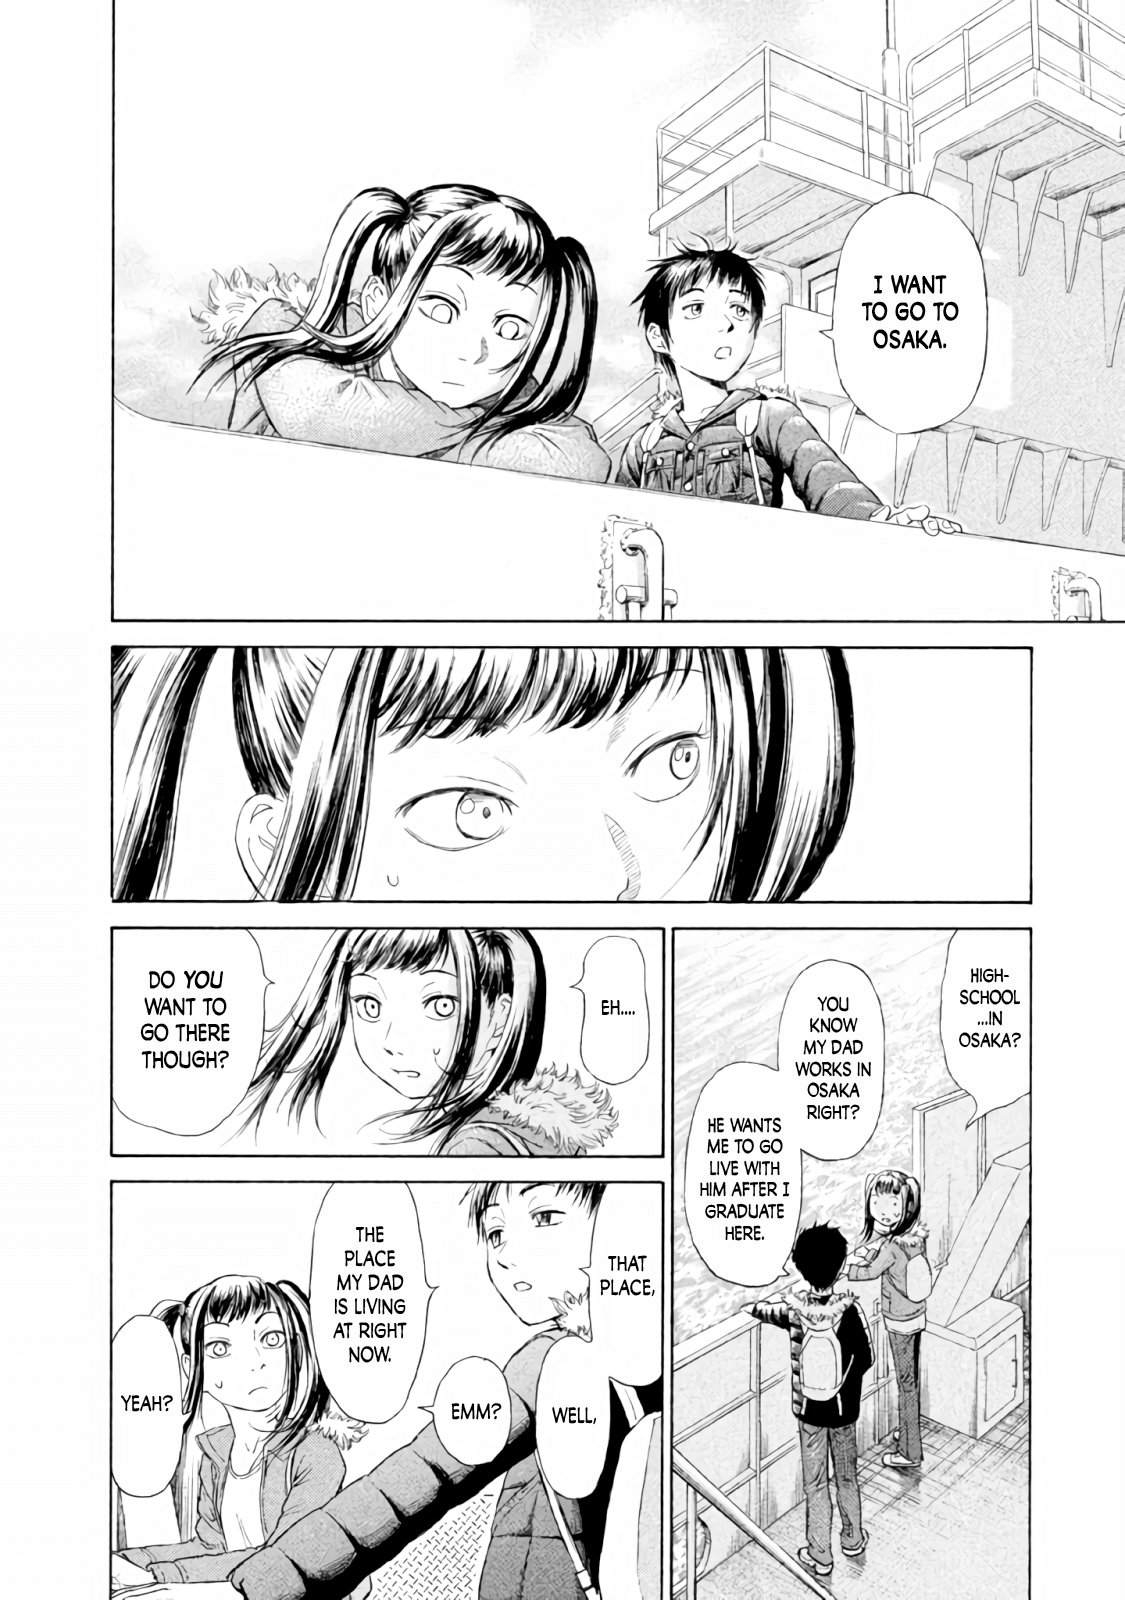 I WANT
TO GO TO
OSAKA.
HIGH-
SCHOOL
...IN
OSAKA?
YOU
KNOW
MY DAD
WORKS IN
OSAKA
RIGHT?
HE WANTS
ME TO GO
LIVE WITH
HIM AFTER I
GRADUATE
HERE.
EH....
DO YOU
WANT TO
GO THERE
THOUGH?
THAT
PLACE,
WELL,
EMM?
THE
PLACE
MY DAD
IS LIVING
AT RIGHT
NOW.
YEAH?